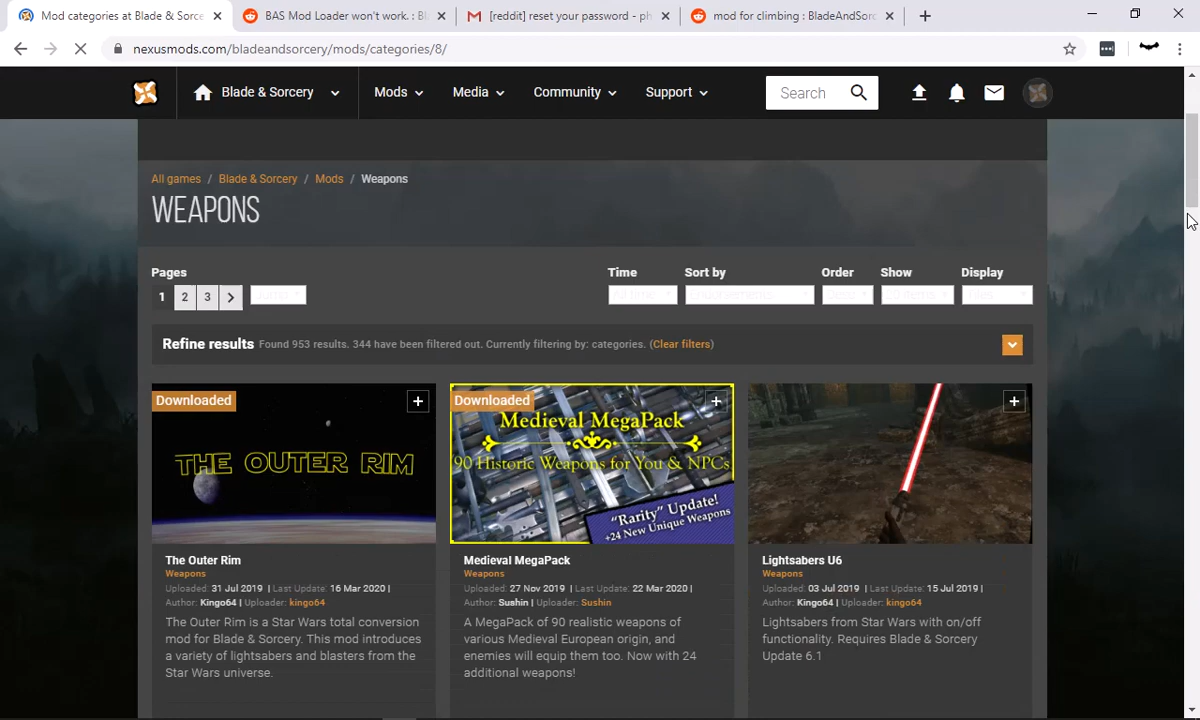 Mod categories at Blade & Sorce
BAS Mod Loader won't work. :
[reddit] reset your password - ph
mod for climbing : BladeAndSorc
nexusmods.com/bladeandsorcery/mods/categories/8/
Blade & Sorcery Mods Media Community Support Search
All games / Blade & Sorcery / Mods / Weapons
WEAPONS
Pages Time Sort by Order Show Display
1 2 3
Refine results Found 953 results. 344 have been filtered out. Currently filtering by: categories. (Clear filters)
Downloaded
THE OUTER RIM
Downloaded
Medieval MegaPack
90 Historic Weapons for You & NPCs
"Rarity" Update!
+24 New Unique Weapons
The Outer Rim
Weapons
Uploaded: 31 Jul 2019 | Last Update: 16 Mar 2020 |
Author: Kingo64 | Uploader: kingo64
The Outer Rim is a Star Wars total conversion
mod for Blade & Sorcery. This mod introduces
a variety of lightsabers and blasters from the
Star Wars universe.
Medieval MegaPack
Weapons
Uploaded: 27 Nov 2019 | Last Update: 22 Mar 2020 |
Author: Sushin | Uploader: Sushin
A MegaPack of 90 realistic weapons of
various Medieval European origin, and
enemies will equip them too. Now with 24
additional weapons!
Lightsabers U6
Weapons
Uploaded: 03 Jul 2019 | Last Update: 15 Jul 2019 |
Author: Kingo64 | Uploader: kingo64
Lightsabers from Star Wars with on/off
functionality. Requires Blade & Sorcery
Update 6.1